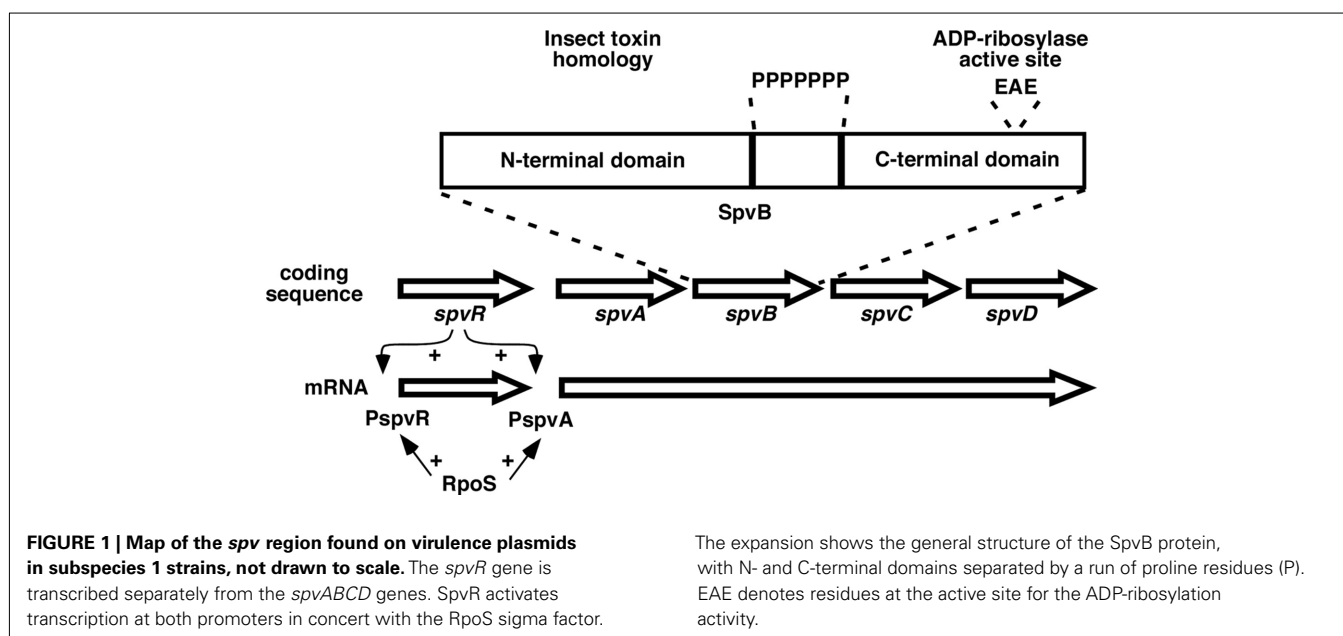 Insect toxin
homology
ADP-ribosylase
active site
PPPPPPP
EAE
N-terminal domain
C-terminal domain
SpvB
coding
sequence
spvR
spvA
spvB
spvC
spvD
+
+
mRNA
PspvR
PspvA
+
+
RpoS
FIGURE 1 | Map of the spv region found on virulence plasmids
in subspecies 1 strains, not drawn to scale. The spvR gene is
transcribed separately from the spvABCD genes. SpvR activates
transcription at both promoters in concert with the RpoS sigma factor.
The expansion shows the general structure of the SpvB protein,
with N- and C-terminal domains separated by a run of proline residues (P).
EAE denotes residues at the active site for the ADP-ribosylation
activity.